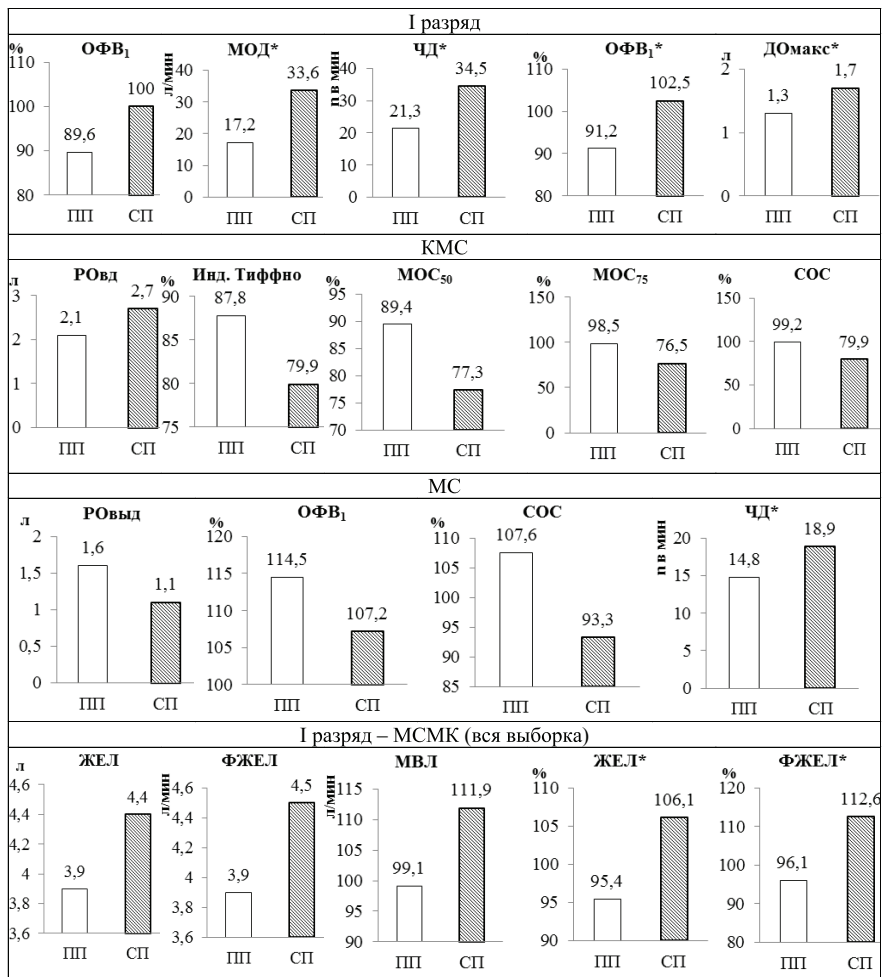 I разряд
ОФВ1 МОД* ЧД* ОФВ1* ДОмакс*
% л/мин n в мин % л
110 100 90 80
89,6 100
ПП СП
40 30 20 10 0
17,2 33,6
ПП СП
40 30 20 10 0
21,3 34,5
ПП СП
110 100 90 80
91,2 102,5
ПП СП
2 1 0
1,3 1,7
ПП СП
КМС
РОвд Инд. Тиффно МОС50 МОС75 СОС
л % % % %
3 2 1 0
2,1 2,7
ПП СП
90 85 80 75
87,8 79,9
ПП СП
95 90 85 80 75 70
89,4 77,3
ПП СП
150 100 50 0
98,5 76,5
ПП СП
150 100 50 0
99,2 79,9
ПП СП
МС
РОвыд ОФВ1 СОС ЧД*
л % % n в мин
2 1,5 1 0,5 0
1,6 1,1
ПП СП
120 115 110 105 100
114,5 107,2
ПП СП
110 105 100 95 90 85
107,6 93,3
ПП СП
20 15 10 5 0
14,8 18,9
ПП СП
I разряд – МСМК (вся выборка)
ЖЕЛ ФЖЕЛ МВЛ ЖЕЛ* ФЖЕЛ*
л л/мин л/мин % %
4,6 4,4 4,2 4 3,8 3,6
3,9 4,4
ПП СП
4,6 4,4 4,2 4 3,8 3,6
3,9 4,5
ПП СП
115 110 105 100 95 90
99,1 111,9
ПП СП
110 105 100 95 90
95,4 106,1
ПП СП
120 110 100 90 80
96,1 112,6
ПП СП